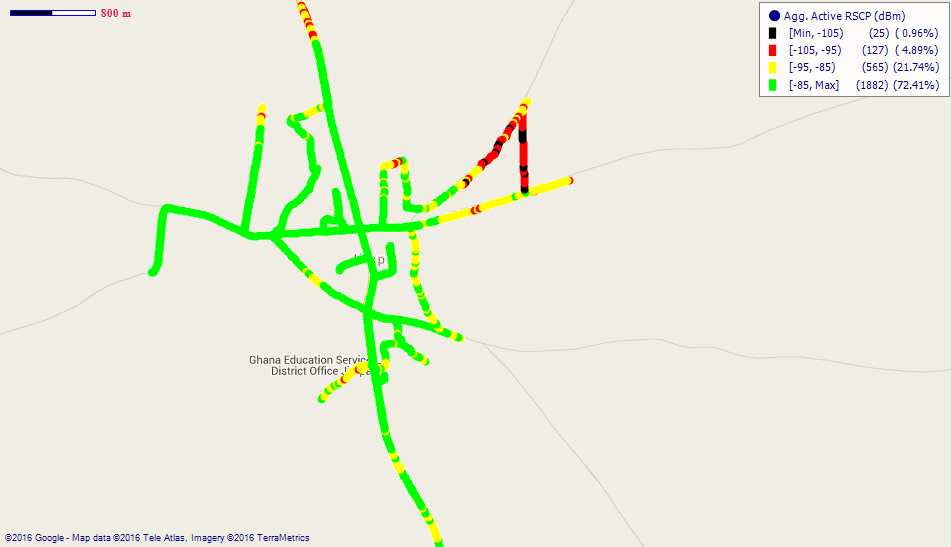 800 m
Agg. Active RSCP (dBm)
[Min, -105) (25) ( 0.96%)
[-105, -95) (127) ( 4.89%)
[-95, -85) (565) (21.74%)
[-85, Max] (1882) (72.41%)
Ghana Education Service
District Office
©2016 Google - Map data ©2016 Tele Atlas, Imagery ©2016 TerraMetrics